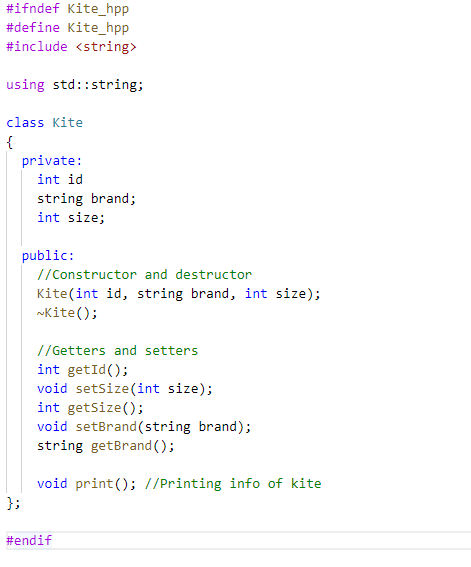 #ifndef Kite_hpp
#define Kite_hpp
#include <string>

using std::string;

class Kite
{
  private:
    int id
    string brand;
    int size;

  public:
    //Constructor and destructor
    Kite(int id, string brand, int size);
    ~Kite();

    //Getters and setters
    int getId();
    void setSize(int size);
    int getSize();
    void setBrand(string brand);
    string getBrand();

    void print(); //Printing info of kite
};

#endif